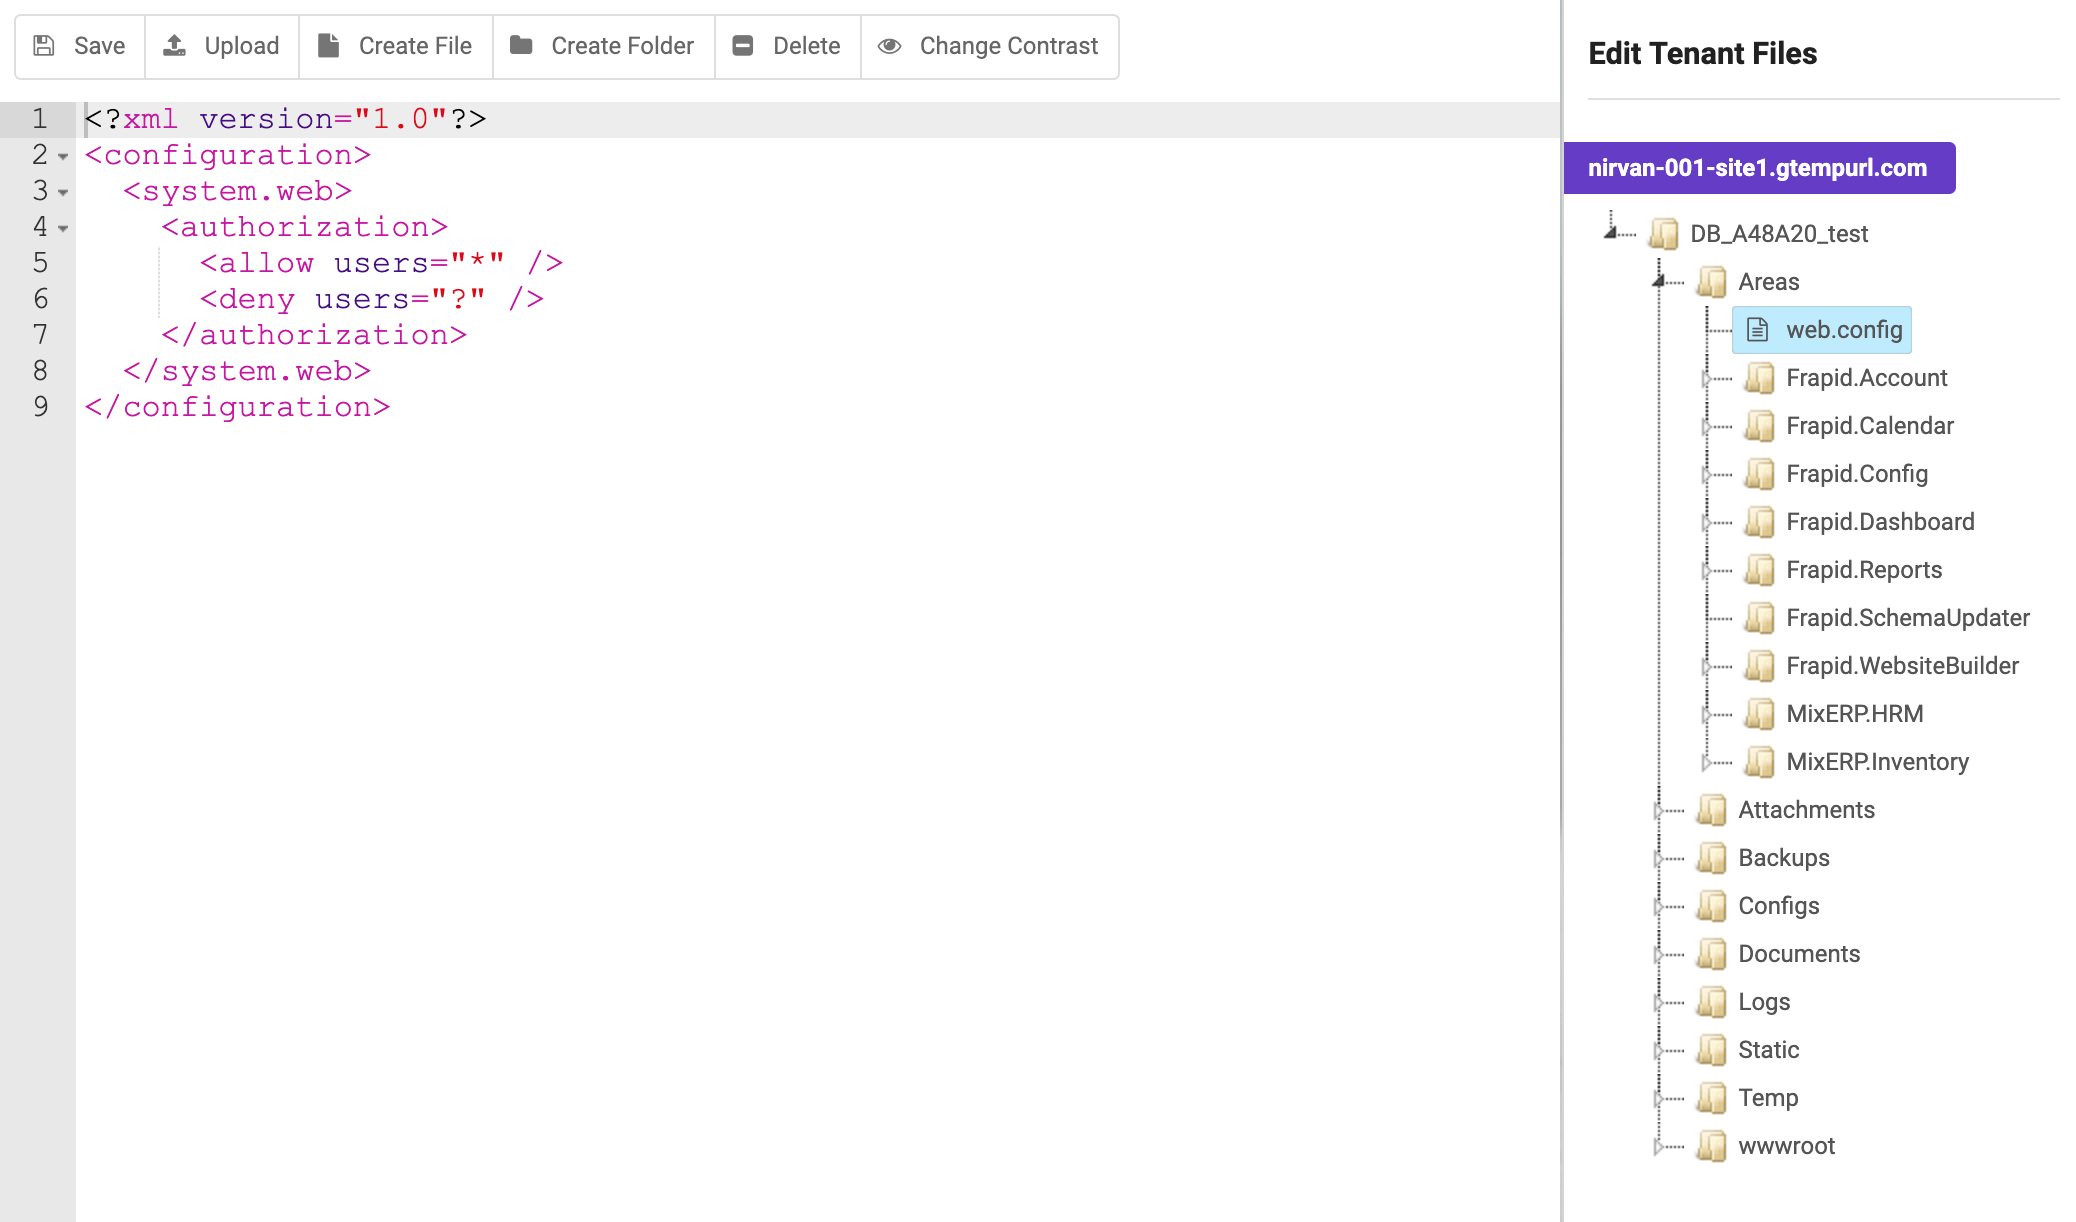 Save Upload Create File Create Folder Delete Change Contrast
1 <?xml version="1.0"?>
2 <configuration>
3 <system.web>
4 <authorization>
5 <allow users="*" />
6 <deny users="?" />
7 </authorization>
8 </system.web>
9 </configuration>
Edit Tenant Files
nirvan-001-site1.gtempurl.com
DB_A48A20_test
Areas
web.config
Frapid.Account
Frapid.Calendar
Frapid.Config
Frapid.Dashboard
Frapid.Reports
Frapid.SchemaUpdater
Frapid.WebsiteBuilder
MixERP.HRM
MixERP.Inventory
Attachments
Backups
Configs
Documents
Logs
Static
Temp
wwwroot